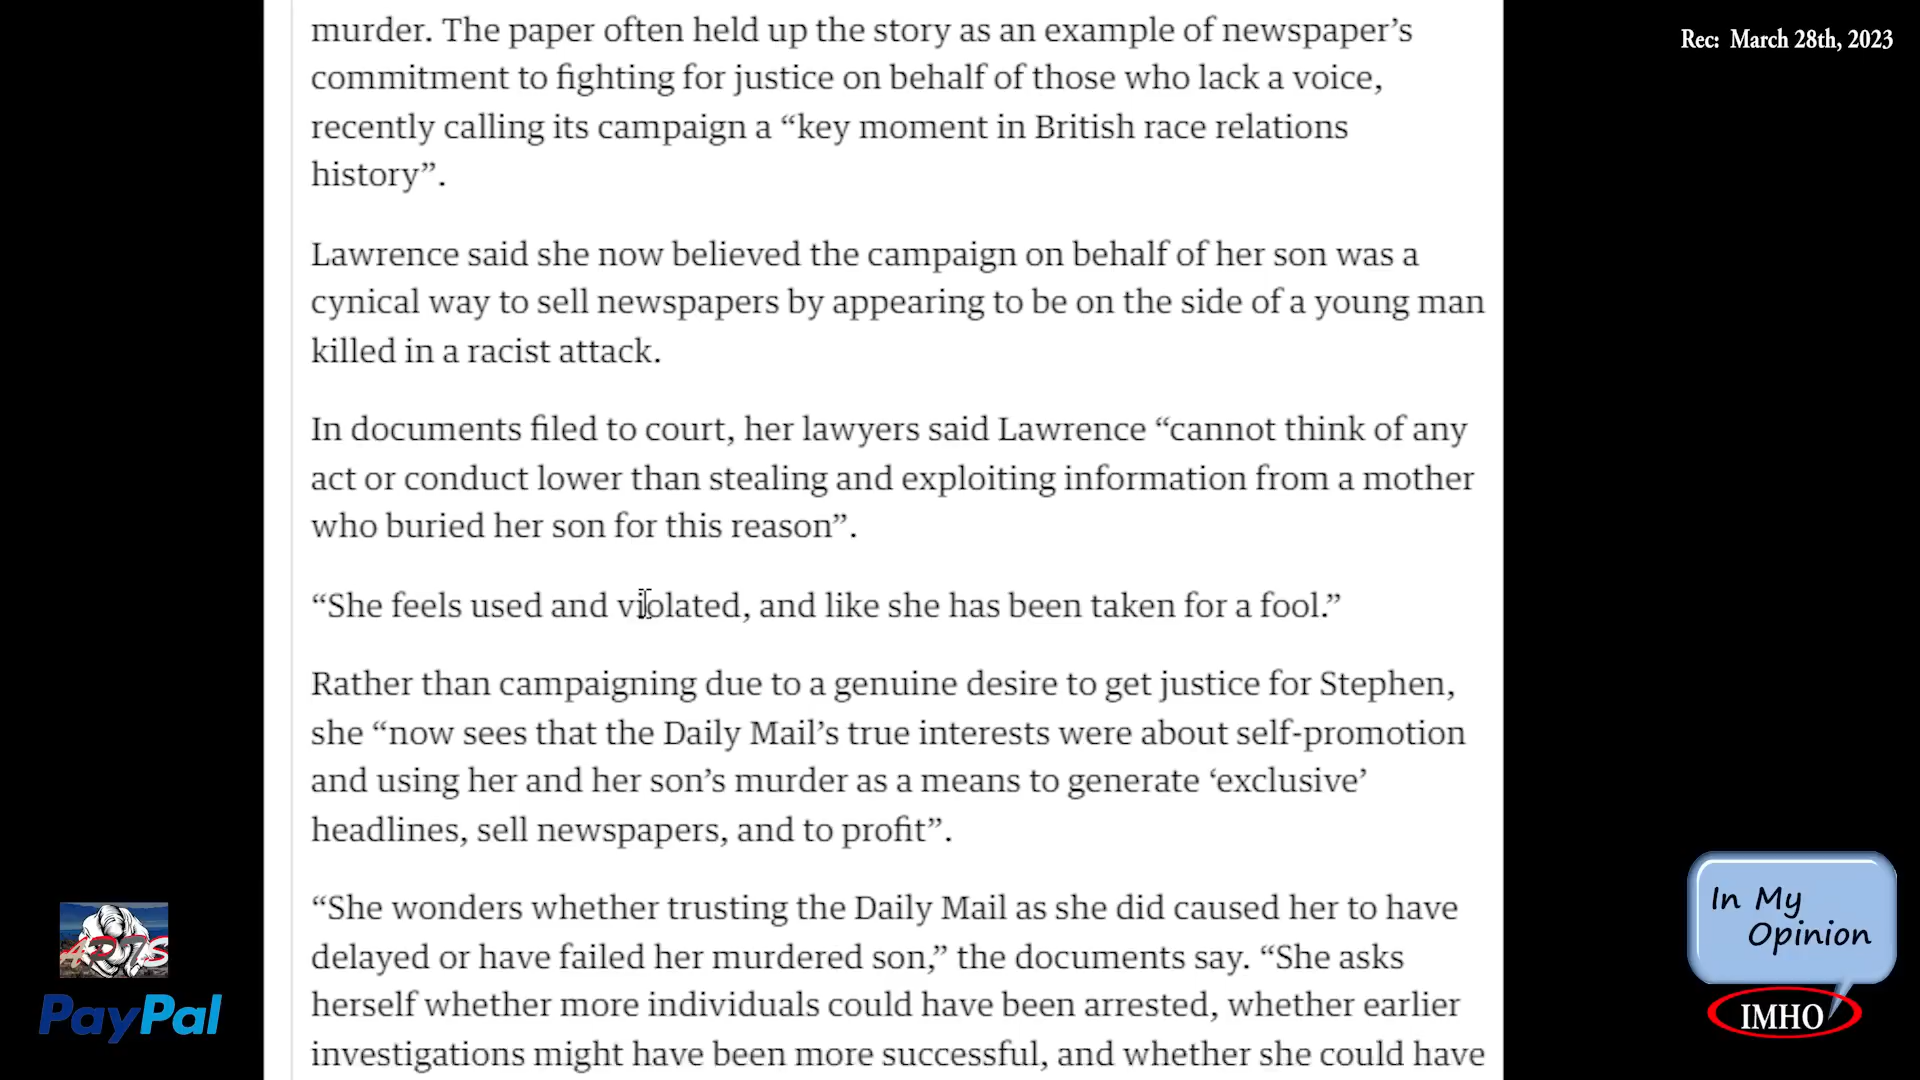 murder. The paper often held up the story as an example of newspaper’s
commitment to fighting for justice on behalf of those who lack a voice,
recently calling its campaign a “key moment in British race relations
history”.
Lawrence said she now believed the campaign on behalf of her son was a
cynical way to sell newspapers by appearing to be on the side of a young man
killed in a racist attack.
In documents filed to court, her lawyers said Lawrence “cannot think of any
act or conduct lower than stealing and exploiting information from a mother
who buried her son for this reason”.
“She feels used and violated, and like she has been taken for a fool.”
Rather than campaigning due to a genuine desire to get justice for Stephen,
she “now sees that the Daily Mail’s true interests were about self-promotion
and using her and her son’s murder as a means to generate ‘exclusive’
headlines, sell newspapers, and to profit”.
“She wonders whether trusting the Daily Mail as she did caused her to have
delayed or have failed her murdered son,” the documents say. “She asks
herself whether more individuals could have been arrested, whether earlier
investigations might have been more successful, and whether she could have
Rec: March 28th, 2023
PayPal
In My
Opinion
IMHO